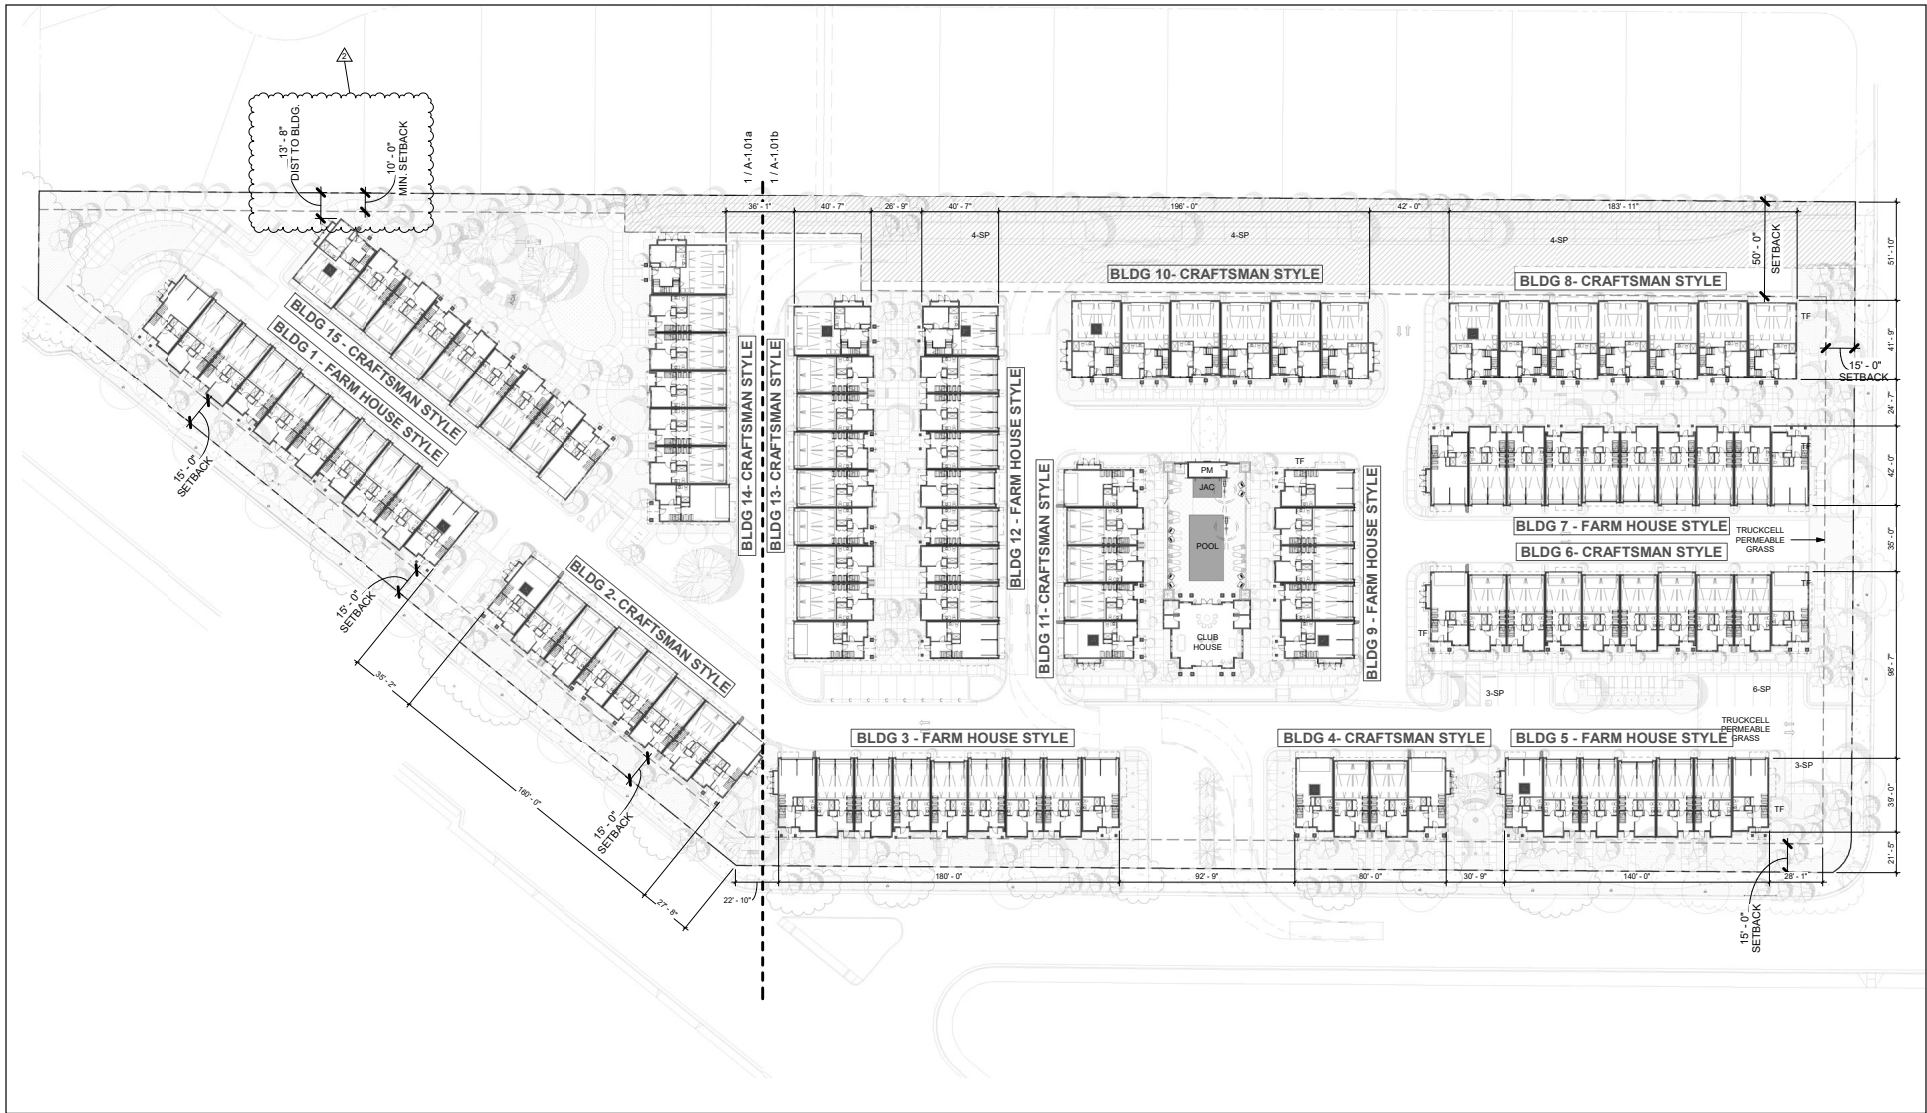 2
13' - 8"
DIST TO BLDG.
10' - 0"
MIN. SETBACK
1 / A-1.01a
1 / A-1.01b
36' - 1"
40' - 7"
26' - 9"
40' - 7"
196' - 0"
42' - 0"
183' - 11"
4-SP
4-SP
4-SP
50' - 0"
SETBACK
51' - 10"
BLDG 10- CRAFTSMAN STYLE
BLDG 8- CRAFTSMAN STYLE
TF
41' - 9"
15' - 0"
SETBACK
24' - 7"
BLDG 15 - CRAFTSMAN STYLE
BLDG 1 - FARM HOUSE STYLE
BLDG 14- CRAFTSMAN STYLE
BLDG 13- CRAFTSMAN STYLE
BLDG 12 - FARM HOUSE STYLE
BLDG 11- CRAFTSMAN STYLE
BLDG 9 - FARM HOUSE STYLE
15' - 0"
SETBACK
TF
PM
JAC
POOL
CLUB
HOUSE
TF
42' - 0"
BLDG 7 - FARM HOUSE STYLE
TRUCKCELL
PERMEABLE
GRASS
35' - 0"
BLDG 6- CRAFTSMAN STYLE
TF
TF
15' - 0"
SETBACK
BLDG 2- CRAFTSMAN STYLE
35' - 2"
98' - 7"
3-SP
6-SP
TRUCKCELL
PERMEABLE
GRASS
BLDG 3 - FARM HOUSE STYLE
BLDG 4- CRAFTSMAN STYLE
BLDG 5 - FARM HOUSE STYLE
3-SP
TF
39' - 0"
160' - 0"
15' - 0"
SETBACK
21' - 5"
27' - 8"
22' - 10"
180' - 0"
92' - 9"
80' - 0"
30' - 9"
140' - 0"
28' - 1"
15' - 0"
SETBACK